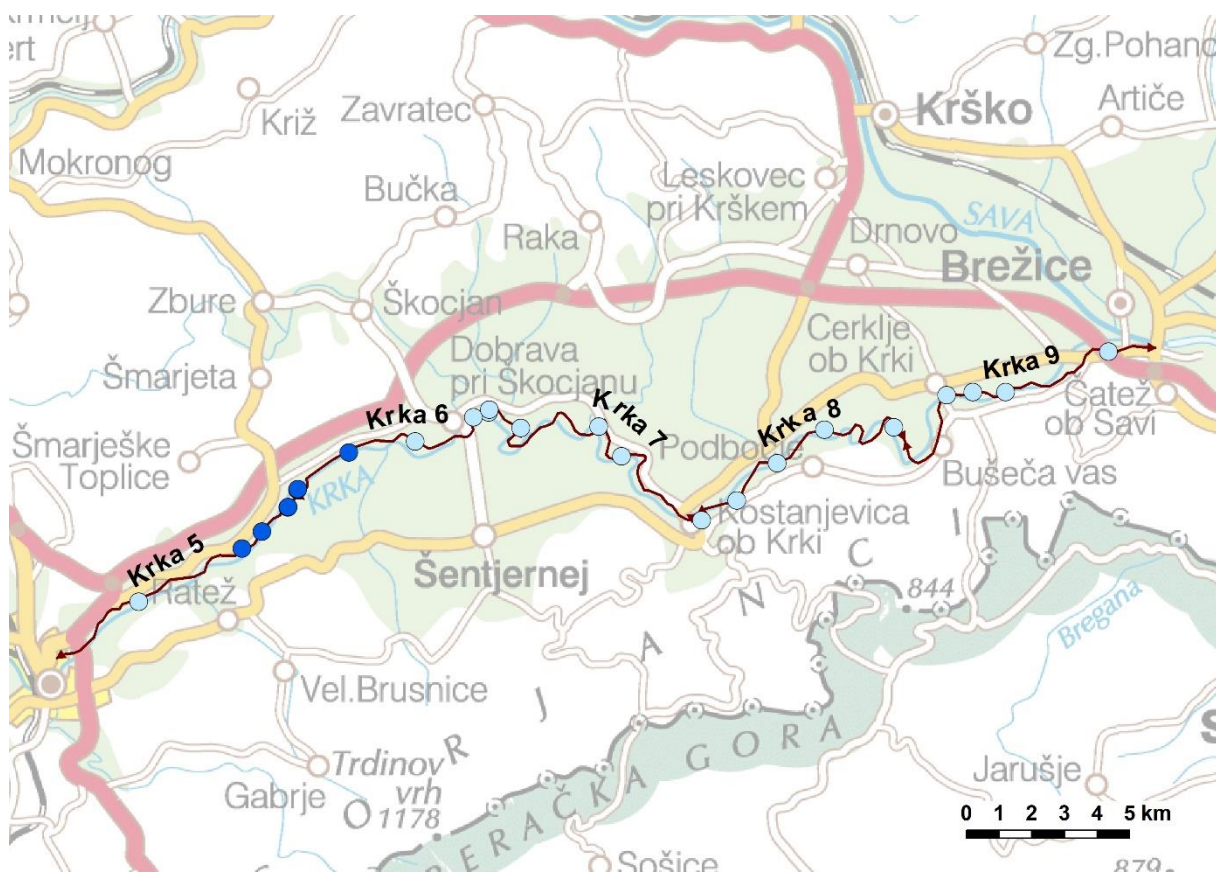 Zg.Pohanc
Križ
Zavratec
Krško
Artiče
Mokronog
Bučka
Leskovec
pri Krškem
SAVA
Raka
Drnovo
Brežice
Zbure
Škocjan
Cerklje
ob Krki
Dobrava
pri Škocjanu
Krka 9
Šmarjeta
Čatež
ob Savi
Krka 6
Krka 7
Krka 8
Šmarješke
Toplice
Podbočje
Bušeča vas
KRKA
Kostanjevica
ob Krki
Krka 5
Ratež
Šentjernej
844
Bregana
Vel.Brusnice
R J A N C I
Trdinov
vrh
1178
Gabrje
ERAČKA GORA
Jarušje
0 1 2 3 4 5 km
Sošice
879